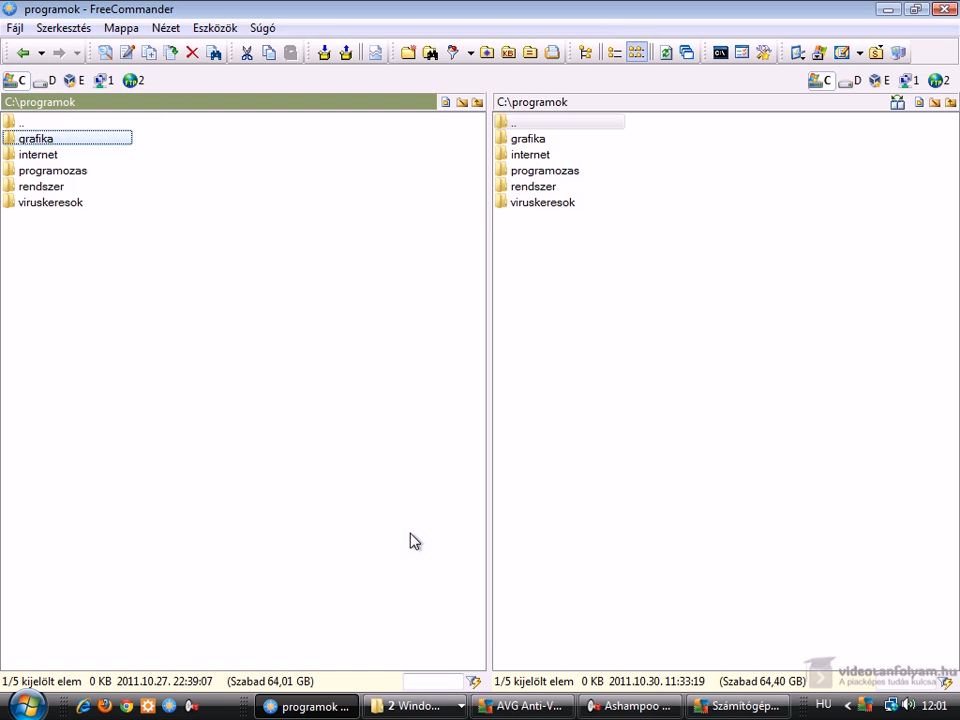 programok - FreeCommander
Fájl Szerkesztés Mappa Nézet Eszközök Súgó
C D E 1 2
C D E 1 2
C:\programok
C:\programok
..
grafika
internet
programozas
rendszer
viruskeresok
..
grafika
internet
programozas
rendszer
viruskeresok
1/5 kijelölt elem 0 KB 2011.10.27. 22:39:07 (Szabad 64,01 GB)
1/5 kijelölt elem 0 KB 2011.10.30. 11:33:19 (Szabad 64,40 GB)
videotanfolyam.hu
A piacképes tudás kulcsa
programok ...
2 Windo...
AVG Anti-V...
Ashampoo ...
Számítógép...
HU
12:01